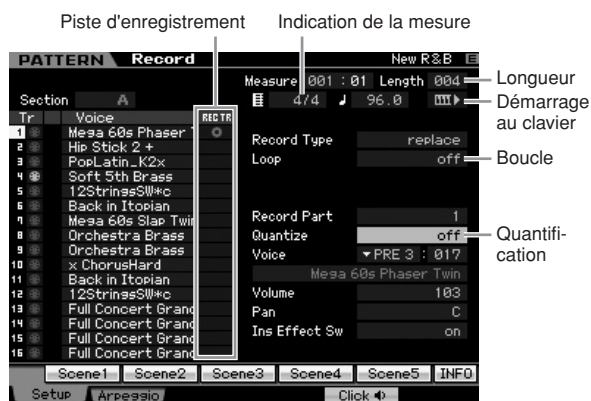 Piste d'enregistrement
Indication de la mesure
PATTERN Record New R&B E
Measure 001 : 01 Length 004
Longueur
Section A
4/4 ♩ 96.0
Démarrage au clavier
Tr Voice REC TR
1 Mega 60s Phaser T
2 Hip Stick 2 +
3 PopLatin_K2x
4 Soft 5th Brass
5 12StringsSW*c
6 Back in Itopian
7 Mega 60s Slap Twin
8 Orchestra Brass
9 Orchestra Brass
10 x ChorusHard
11 Back in Itopian
12 12StringsSW*c
13 Full Concert Grand
14 Full Concert Grand
15 Full Concert Grand
16 Full Concert Grand
Record Type replace
Loop off
Boucle
Record Part 1
Quantize off
Quantifi-
cation
Voice ▼PRE 3 : 017
Mega 60s Phaser Twin
Volume 103
Pan C
Ins Effect Sw on
Scene1 Scene2 Scene3 Scene4 Scene5 INFO
Setup Arpeggio Click